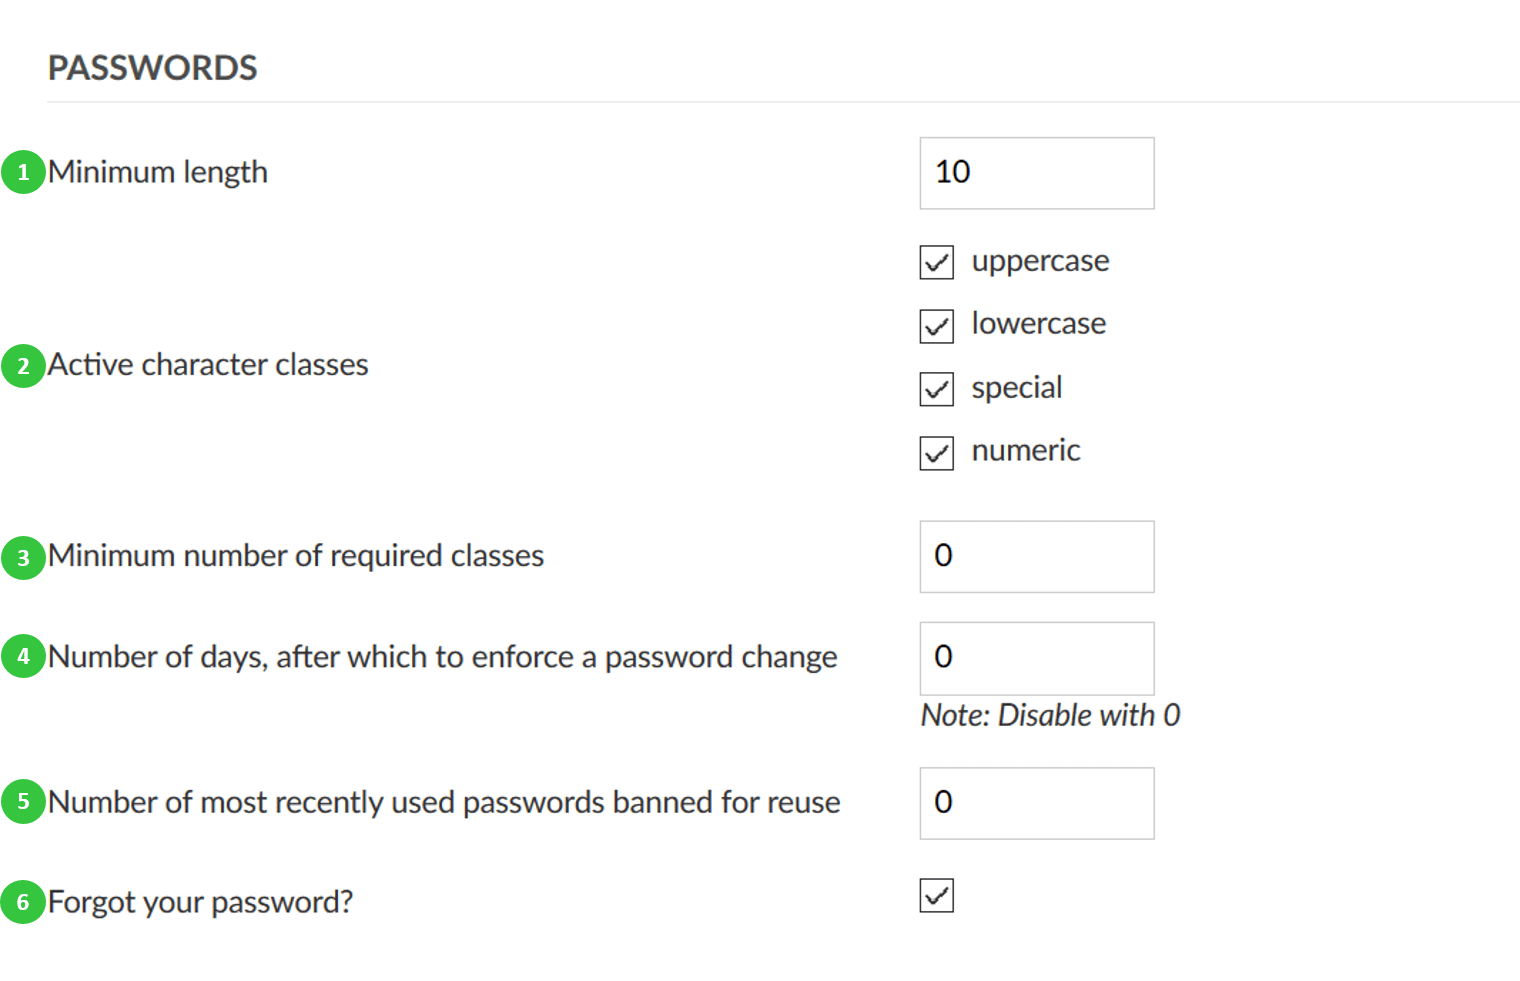 PASSWORDS
1 Minimum length 10
uppercase
lowercase
2 Active character classes
special
numeric
3 Minimum number of required classes 0
4 Number of days, after which to enforce a password change 0
Note: Disable with 0
5 Number of most recently used passwords banned for reuse 0
6 Forgot your password?